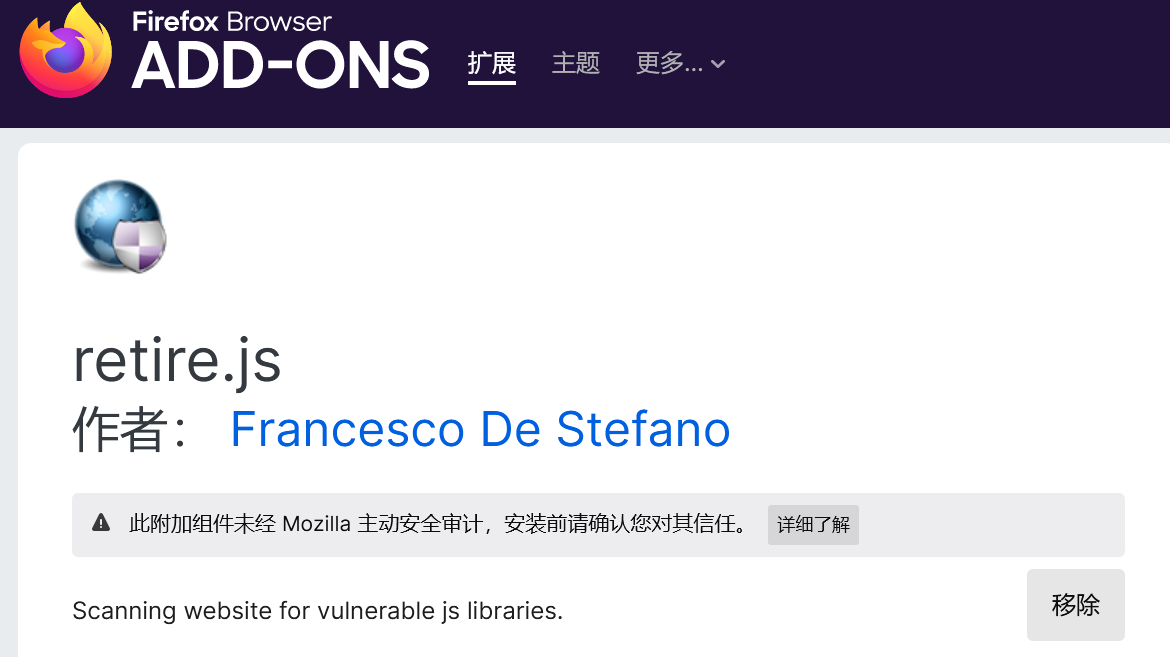 Firefox Browser
ADD-ONS
扩展 主题 更多...
retire.js
作者： Francesco De Stefano
此附加组件未经 Mozilla 主动安全审计，安装前请确认您对其信任。 详细了解
Scanning website for vulnerable js libraries.
移除